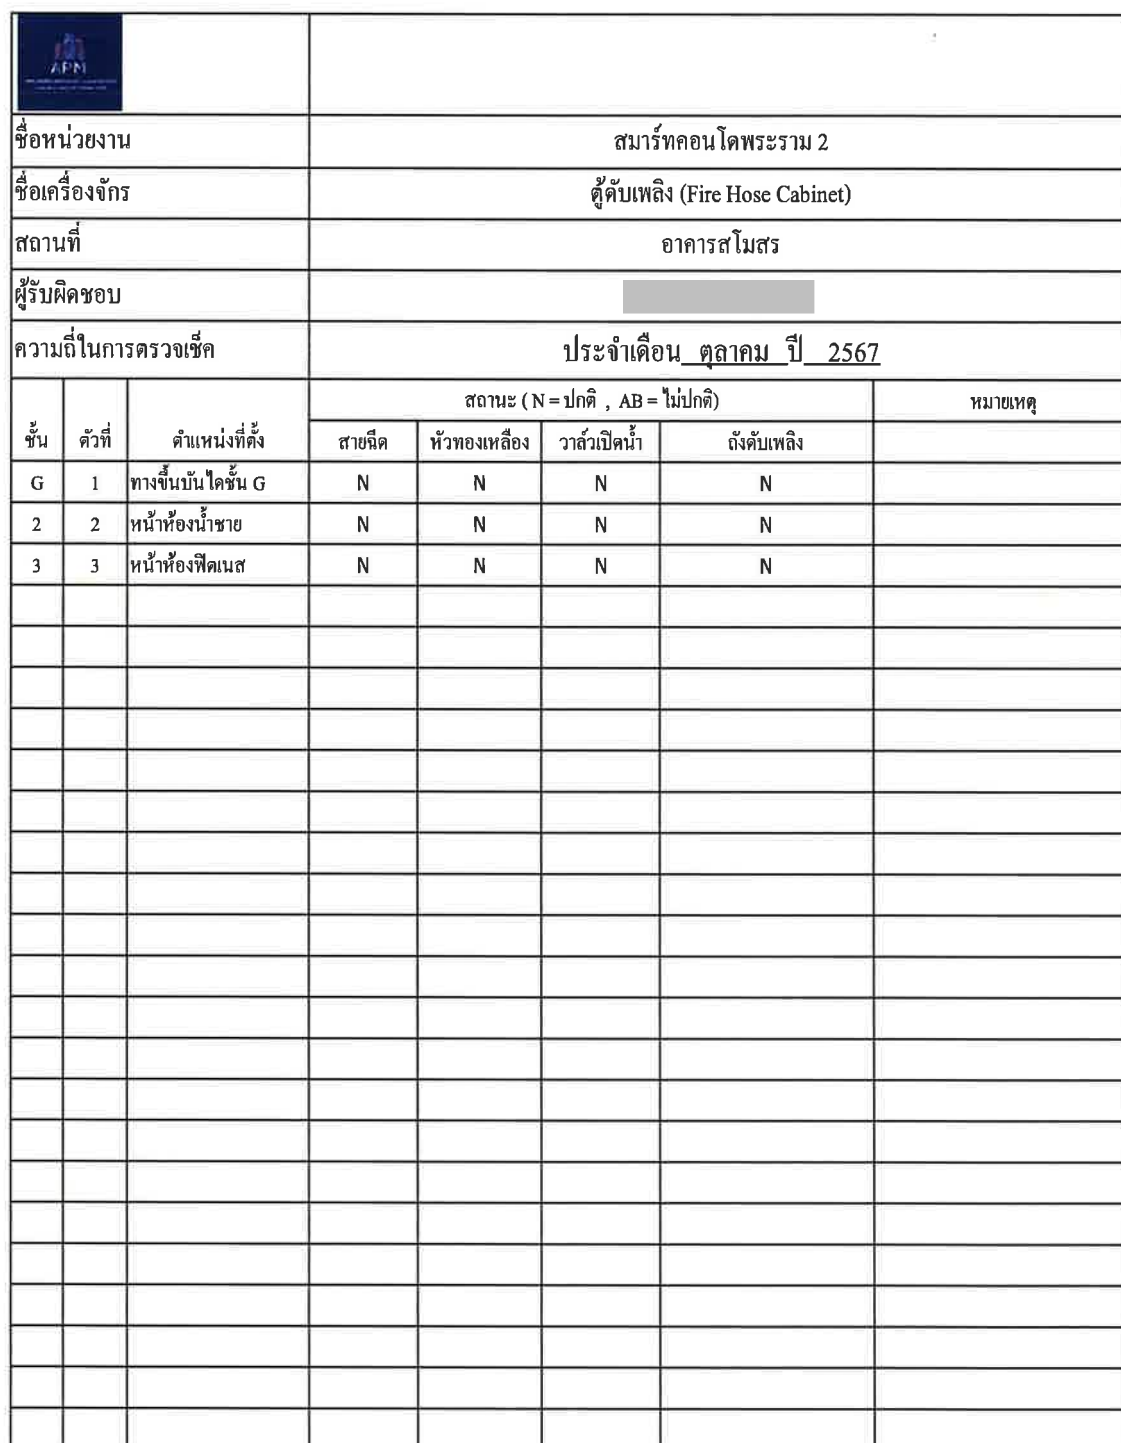 APM
ชื่อหน่วยงาน สมาร์ทคอนโดพระราม 2
ชื่อเครื่องจักร ตู้ดับเพลิง (Fire Hose Cabinet)
สถานที่ อาคารสโมสร
ผู้รับผิดชอบ
ความถี่ในการตรวจเช็ค ประจำเดือน ตุลาคม ปี 2567
สถานะ ( N = ปกติ , AB = ไม่ปกติ) หมายเหตุ
ชั้น ตัวที่ ตำแหน่งที่ตั้ง สายฉีด หัวทองเหลือง วาล์วเปิดน้ำ ถังดับเพลิง
G 1 ทางขึ้นบันไดชั้น G N N N N
2 2 หน้าห้องน้ำชาย N N N N
3 3 หน้าห้องฟิตเนส N N N N